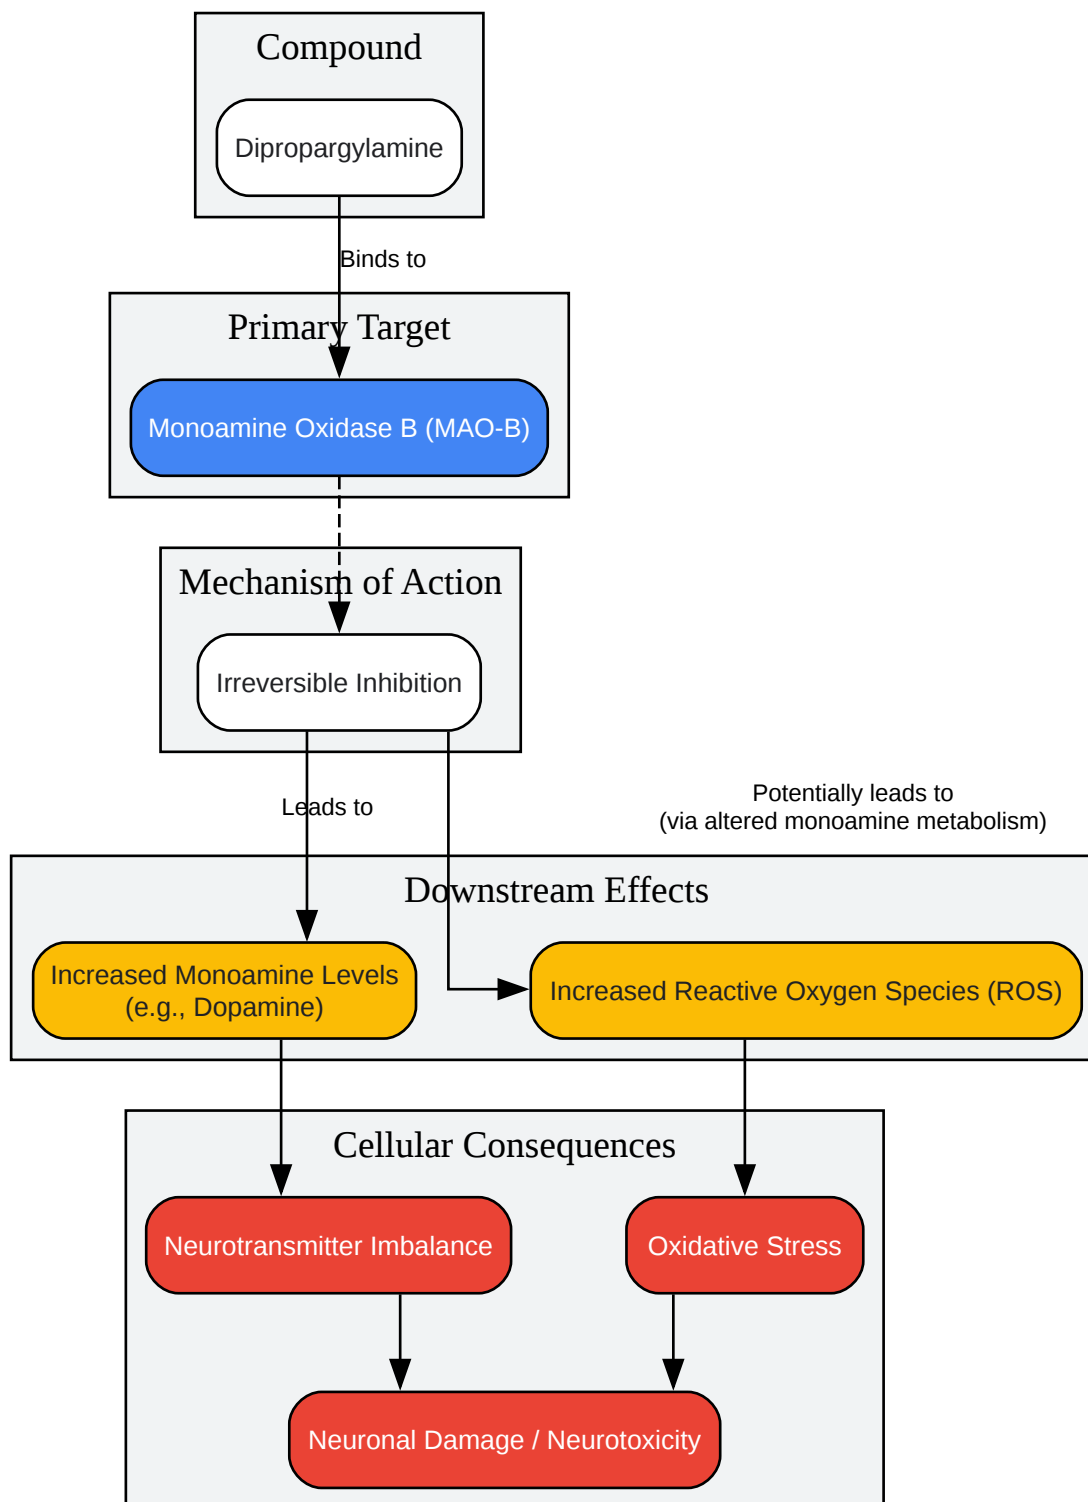 Compound
Dipropargylamine
Binds to
Primary Target
Monoamine Oxidase B (MAO-B)
Mechanism of Action
Irreversible Inhibition
Leads to
Potentially leads to
(via altered monoamine metabolism)
Downstream Effects
Increased Monoamine Levels
(e.g., Dopamine)
Increased Reactive Oxygen Species (ROS)
Cellular Consequences
Neurotransmitter Imbalance
Oxidative Stress
Neuronal Damage / Neurotoxicity